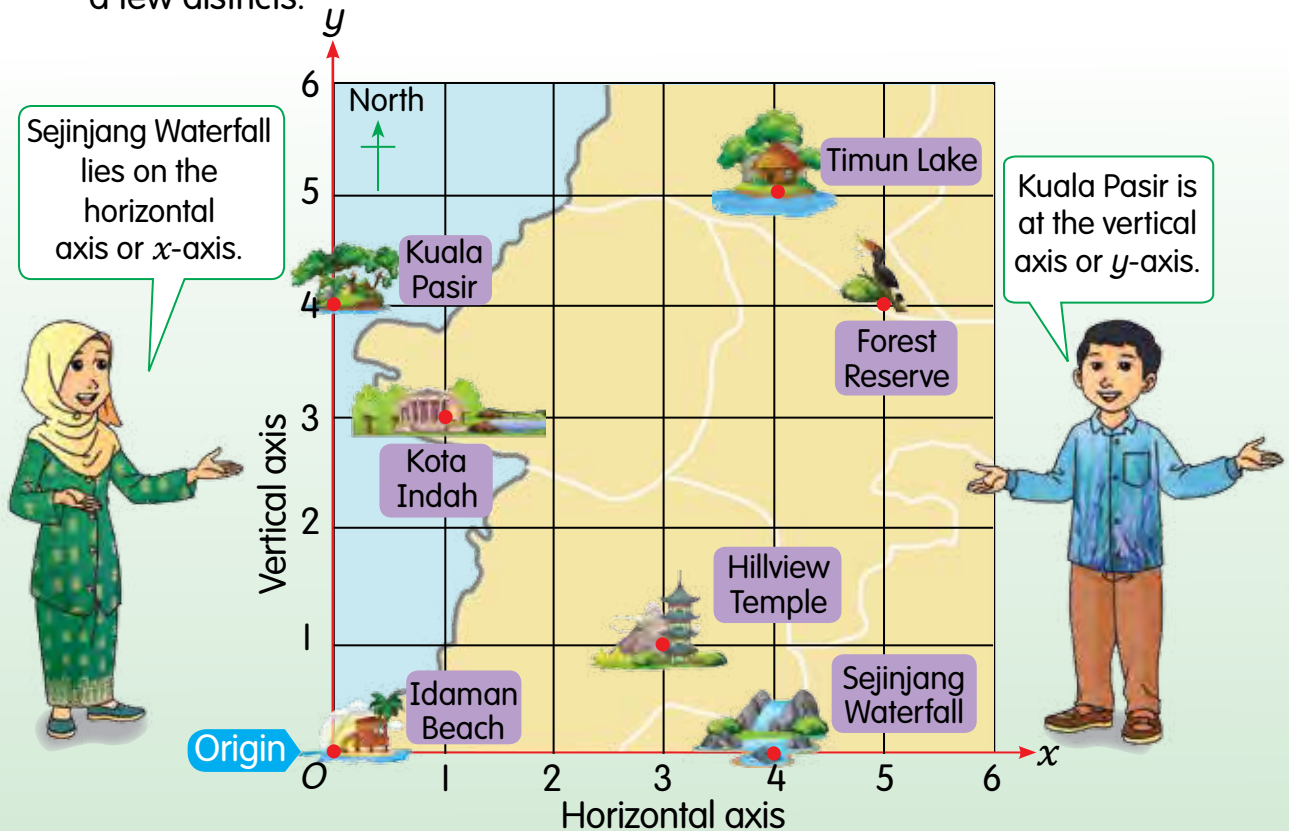 a few districts.
y
6
North
Sejinjang Waterfall
lies on the
horizontal
axis or x-axis.
Timun Lake
5
Kuala Pasir is
at the vertical
axis or y-axis.
Kuala
Pasir
4
Forest
Reserve
3
Vertical axis
Kota
Indah
2
Hillview
Temple
1
Sejinjang
Waterfall
Idaman
Beach
Origin
O
1
2
3
4
5
6
x
Horizontal axis